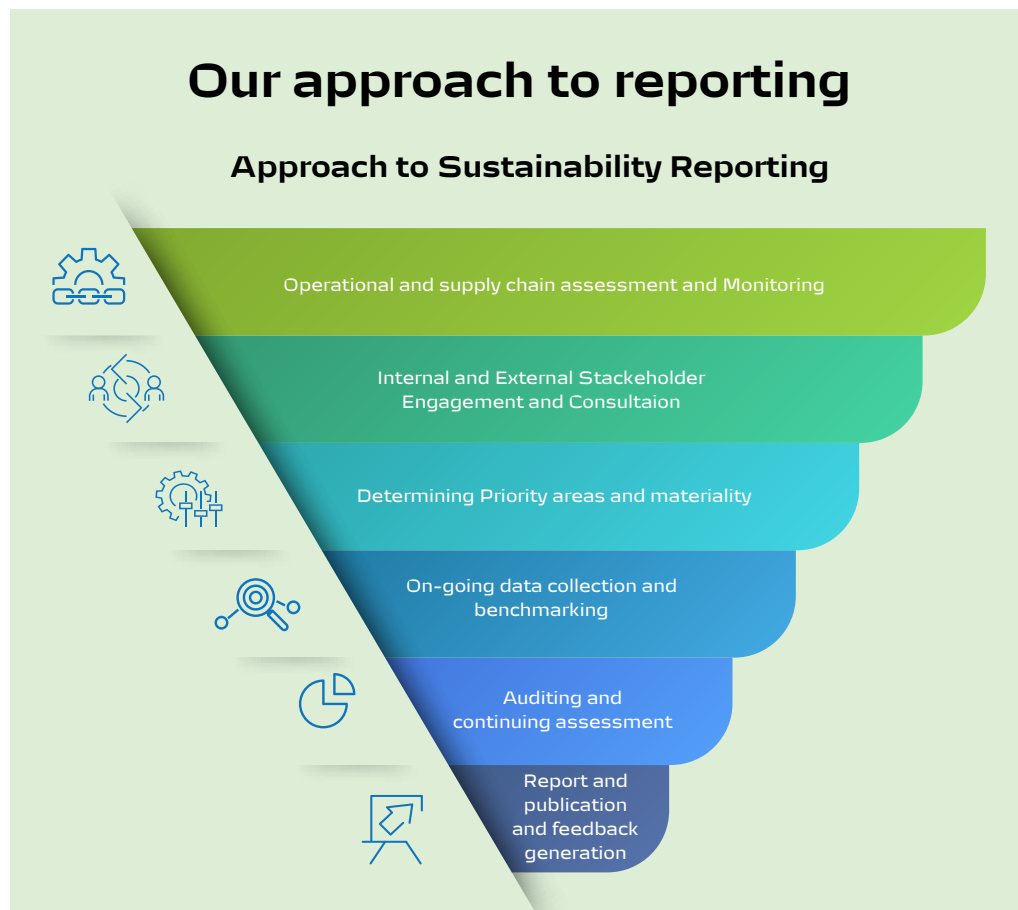 Our approach to reporting
Approach to Sustainability Reporting
Operational and supply chain assessment and Monitoring
Internal and External Stackeholder
Engagement and Consultaion
Determining Priority areas and materiality
On-going data collection and
benchmarking
Auditing and
continuing assessment
Report and
publication
and feedback
generation